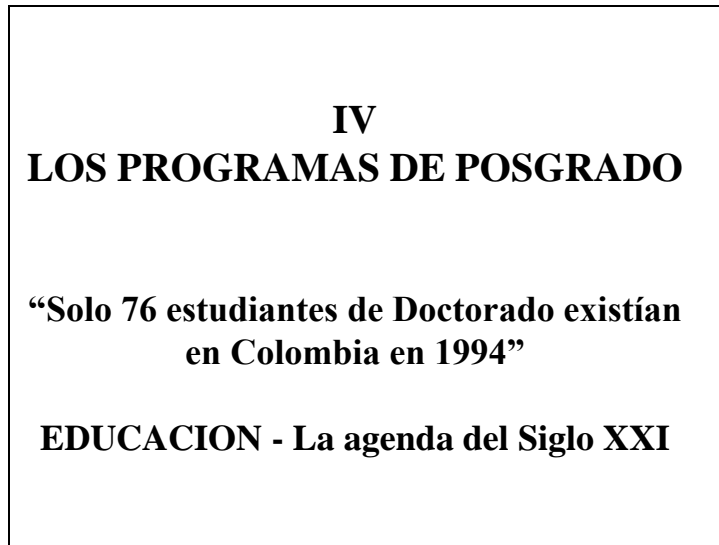 IV
LOS PROGRAMAS DE POSGRADO
“Solo 76 estudiantes de Doctorado existían
en Colombia en 1994”
EDUCACION - La agenda del Siglo XXI